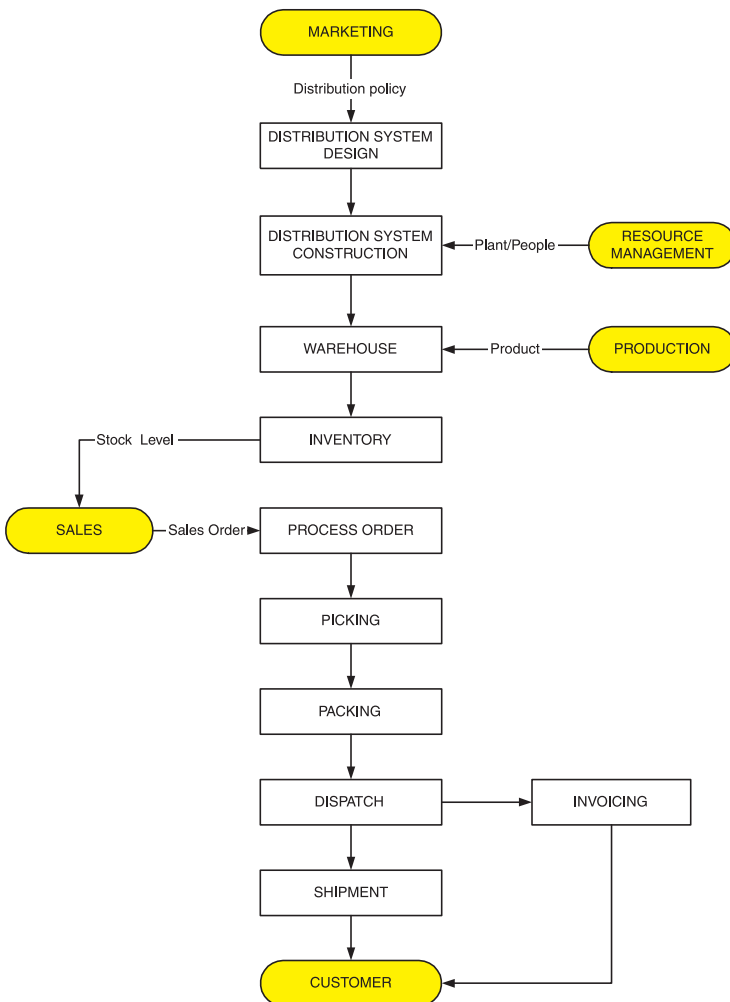 MARKETING
Distribution policy
DISTRIBUTION SYSTEM
DESIGN
DISTRIBUTION SYSTEM
CONSTRUCTION
Plant/People
RESOURCE
MANAGEMENT
WAREHOUSE
Product
PRODUCTION
Stock Level
INVENTORY
SALES
Sales Order
PROCESS ORDER
PICKING
PACKING
DISPATCH
INVOICING
SHIPMENT
CUSTOMER